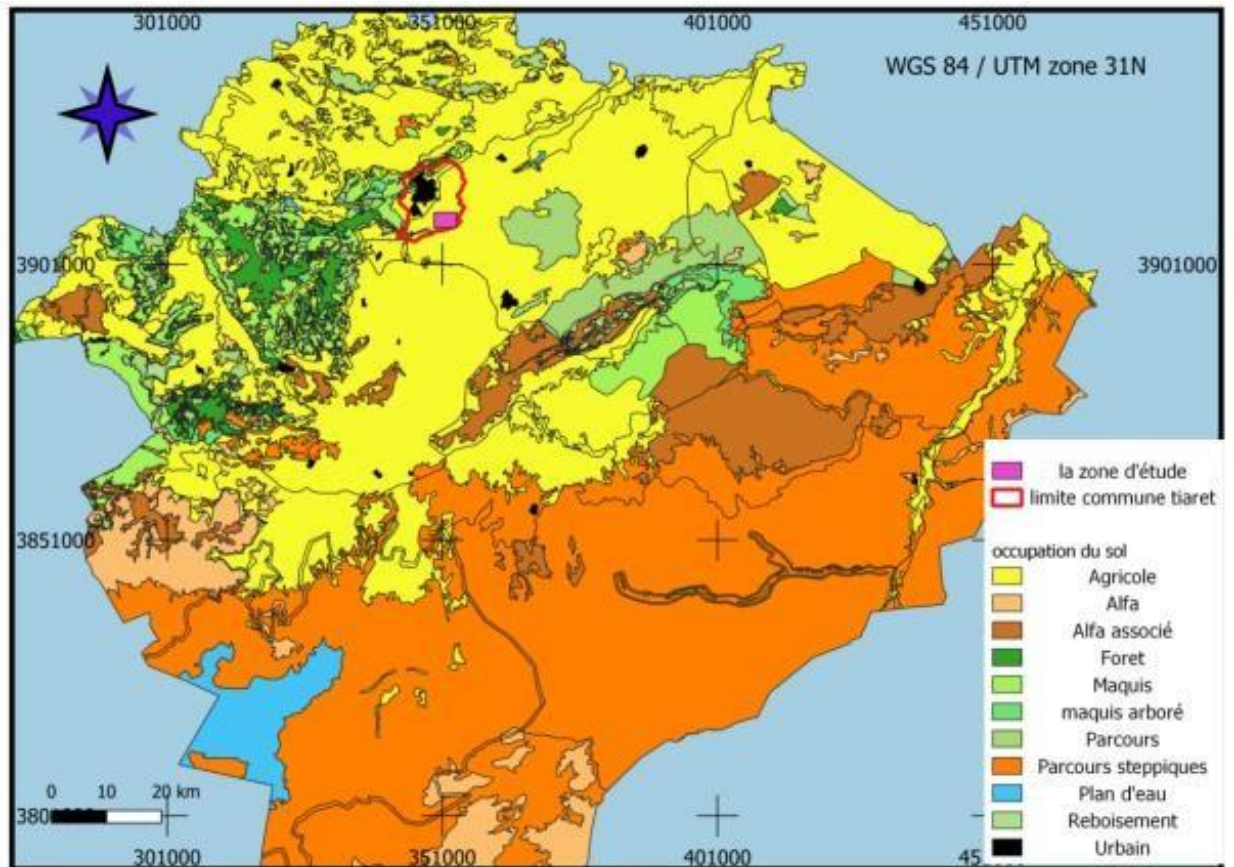 301000 351000 401000 451000
WGS 84 / UTM zone 31N
3901000 3901000
la zone d'étude
limite commune tiaret
3851000
occupation du sol
Agricole
Alfa
Alfa associé
Foret
Maquis
maquis arboré
Parcours
Parcours steppiques
Plan d'eau
Reboisement
Urbain
0 10 20 km
301000 351000 401000